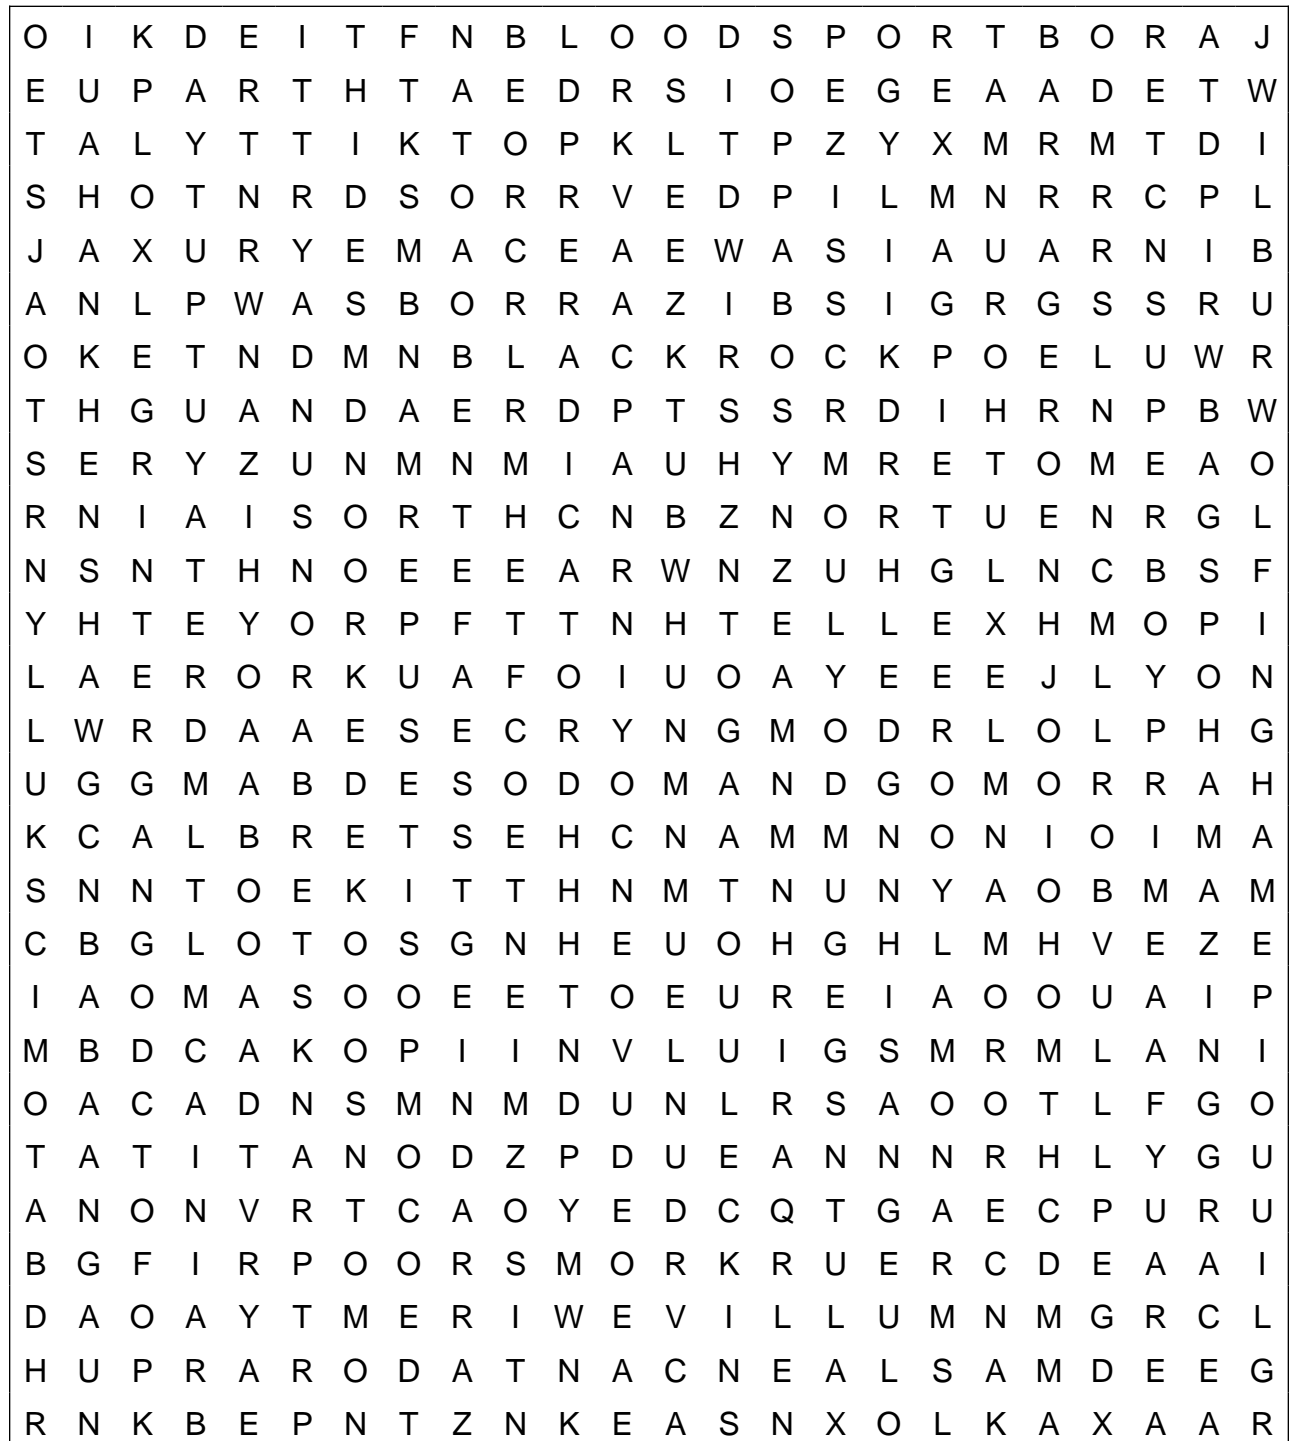 O I K D E I T F N B L O O D S P O R T B O R A J
E U P A R T H T A E D R S I O E G E A A D E T W
T A L Y T T I K T O P K L T P Z Y X M R M T D I
S H O T N R D S O R R V E D P I L M N R R C P L
J A X U R Y E M A C E A E W A S I A U A R N I B
A N L P W A S B O R R A Z I B S I G R G S S R U
O K E T N D M N B L A C K R O C K P O E L U W R
T H G U A N D A E R D P T S S R D I H R N P B W
S E R Y Z U N M N M I A U H Y M R E T O M E A O
R N I A I S O R T H C N B Z N O R T U E N R G L
N S N T H N O E E E A R W N Z U H G L N C B S F
Y H T E Y O R P F T T N H T E L L E X H M O P I
L A E R O R K U A F O I U O A Y E E E J L Y O N
L W R D A A E S E C R Y N G M O D R L O L P H G
U G G M A B D E S O D O M A N D G O M O R R A H
K C A L B R E T S E H C N A M M N O N I O I M A
S N N T O E K I T T H N M T N U N Y A O B M A M
C B G L O T O S G N H E U O H G H L M H V E Z E
I A O M A S O O E E T O E U R E I A O O U A I P
M B D C A K O P I I N V L U I G S M R M L A N I
O A C A D N S M N M D U N L R S A O O T L F G O
T A T I T A N O D Z P D U E A N N N R H L Y G U
A N O N V R T C A O Y E D C Q T G A E C P U R U
B G F I R P O O R S M O R K R U E R C D E A A I
D A O A Y T M E R I W E V I L L U M N M G R C L
H U P R A R O D A T N A C N E A L S A M D E E G
R N K B E P N T Z N K E A S N X O L K A X A A R